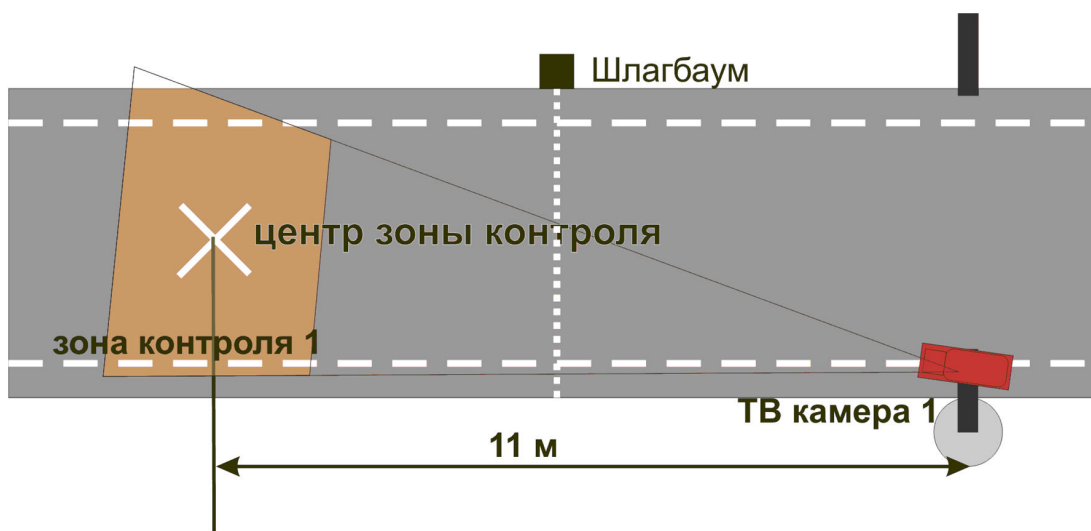 Шлагбаум
центр зоны контроля
зона контроля 1
ТВ камера 1
11 м